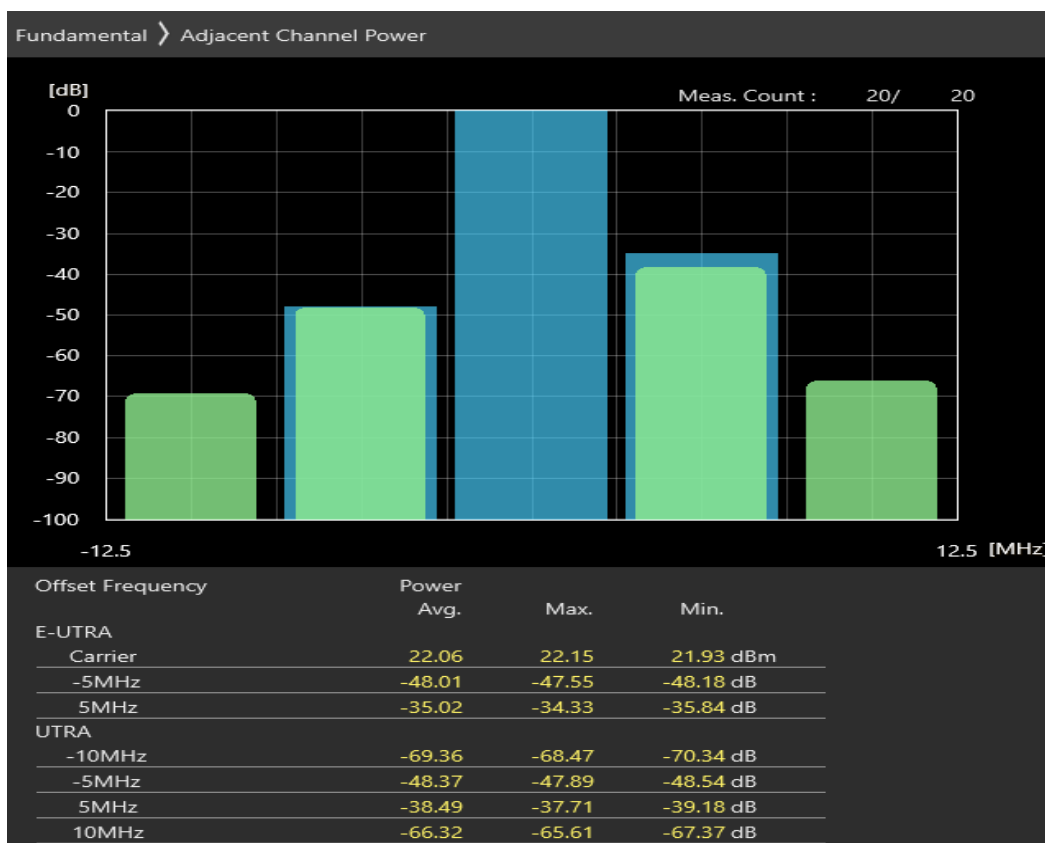 Fundamental ❯ Adjacent Channel Power
[dB]
Meas. Count : 20/ 20
0
-10
-20
-30
-40
-50
-60
-70
-80
-90
-100
-12.5 12.5 [MHz]
Offset Frequency Power
Avg. Max. Min.
E-UTRA
Carrier 22.06 22.15 21.93 dBm
-5MHz -48.01 -47.55 -48.18 dB
5MHz -35.02 -34.33 -35.84 dB
UTRA
-10MHz -69.36 -68.47 -70.34 dB
-5MHz -48.37 -47.89 -48.54 dB
5MHz -38.49 -37.71 -39.18 dB
10MHz -66.32 -65.61 -67.37 dB